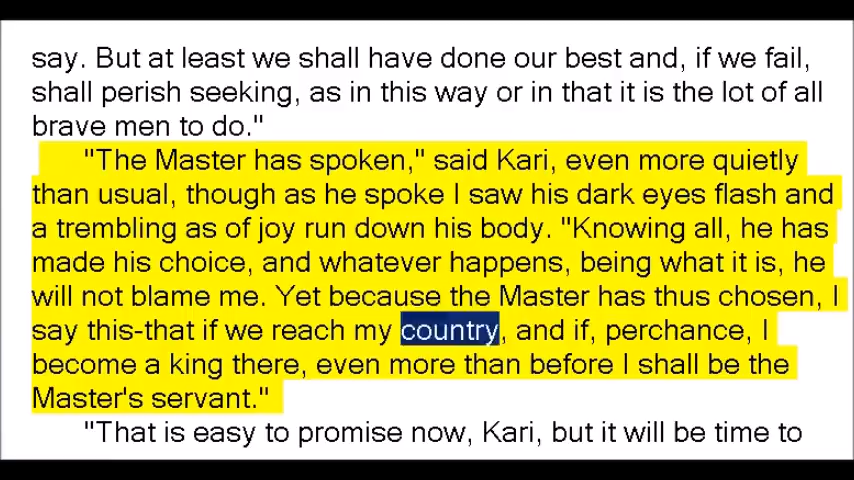 say. But at least we shall have done our best and, if we fail,
shall perish seeking, as in this way or in that it is the lot of all
brave men to do."
"The Master has spoken," said Kari, even more quietly
than usual, though as he spoke I saw his dark eyes flash and
a trembling as of joy run down his body. "Knowing all, he has
made his choice, and whatever happens, being what it is, he
will not blame me. Yet because the Master has thus chosen, I
say this-that if we reach my country, and if, perchance, I
become a king there, even more than before I shall be the
Master's servant."
"That is easy to promise now, Kari, but it will be time to